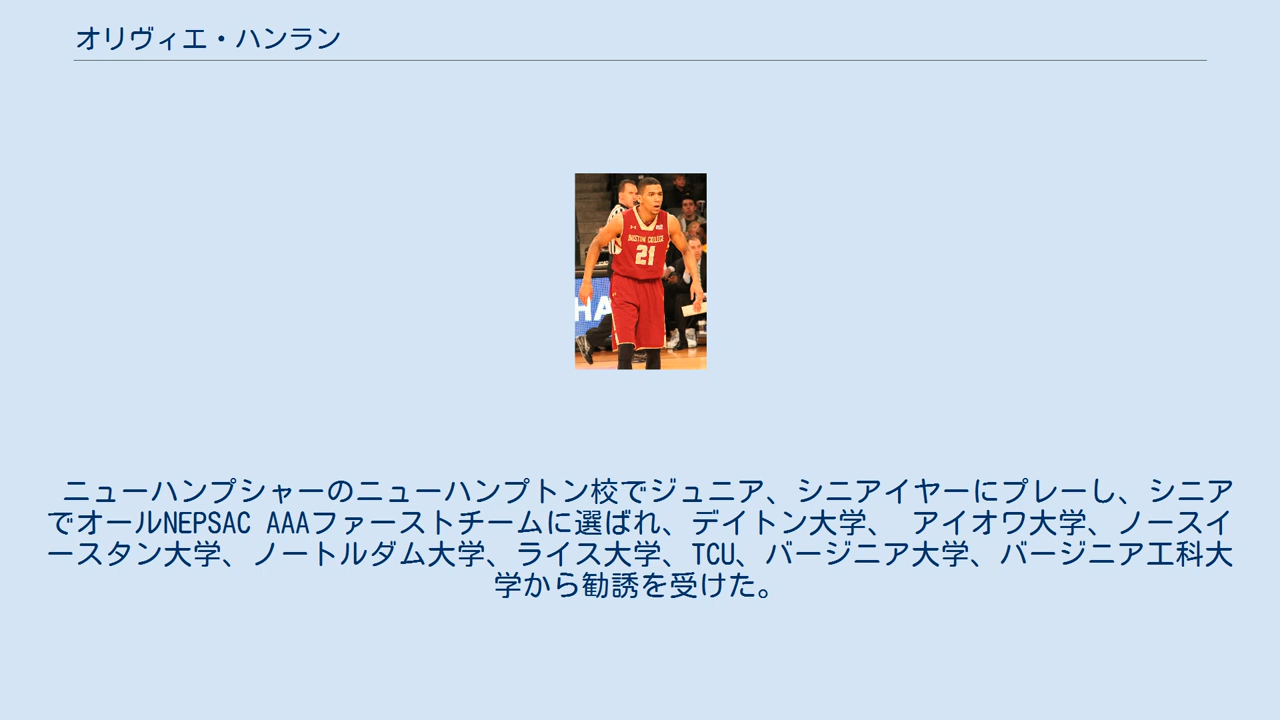 オリヴィエ・ハンラン
BOSTON COLLEGE
21
HA
ニューハンプシャーのニューハンプトン校でジュニア、シニアイヤーにプレーし、シニア
でオールNEPSAC AAAファーストチームに選ばれ、デイトン大学、 アイオワ大学、ノースイ
ースタン大学、ノートルダム大学、ライス大学、TCU、バージニア大学、バージニア工科大
学から勧誘を受けた。